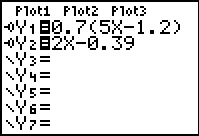 Plot1 Plot2 Plot3
Y1=0.7(5X-1.2)
Y2=2X-0.39
Y3=
Y4=
Y5=
Y6=
Y7=